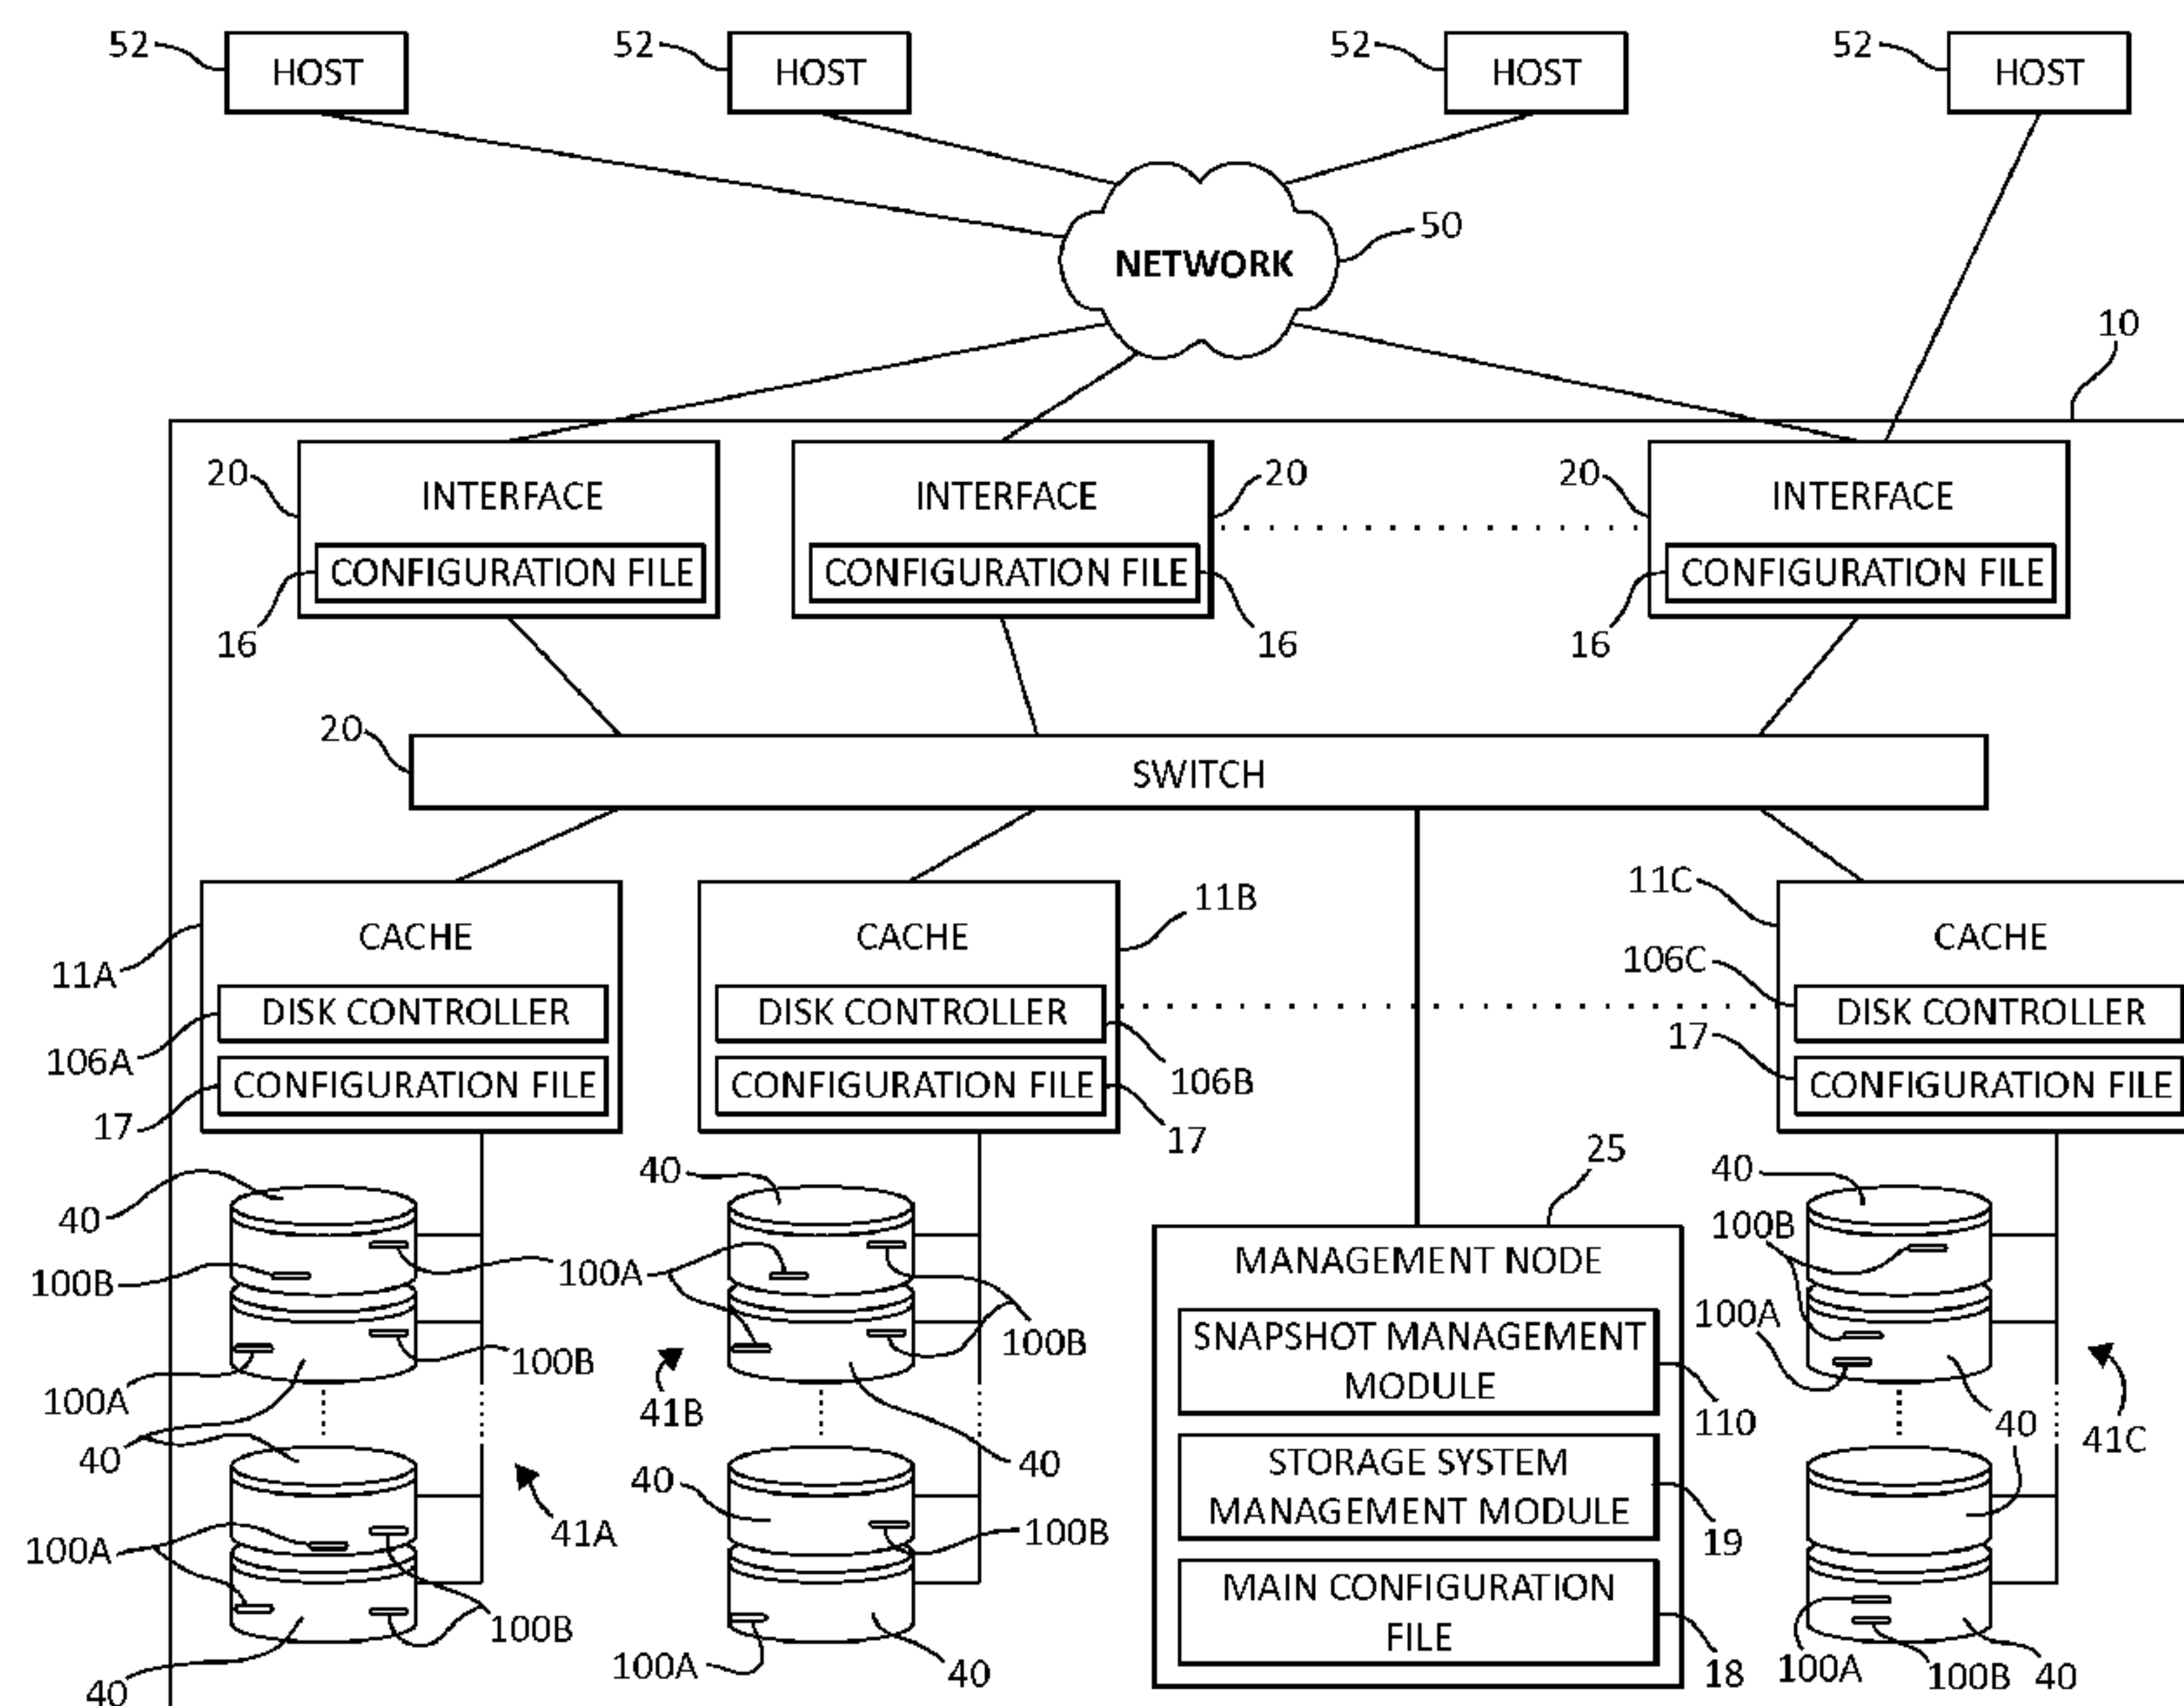 52 HOST 52 HOST 52 HOST 52 HOST
NETWORK
50
10
20 INTERFACE INTERFACE 20 20 INTERFACE
CONFIGURATION FILE CONFIGURATION FILE CONFIGURATION FILE
16 16 16
20
SWITCH
11A CACHE CACHE 11B 11C CACHE
106A DISK CONTROLLER DISK CONTROLLER 106B 106C DISK CONTROLLER
17 CONFIGURATION FILE CONFIGURATION FILE 17 17 CONFIGURATION FILE
40 40 25 40
100B 100A 100B
MANAGEMENT NODE
100A 100B 100B 100A
SNAPSHOT MANAGEMENT
MODULE
110
41B 40 41C
40 40
STORAGE SYSTEM
MANAGEMENT MODULE
19
40
100A 41A 100B
MAIN CONFIGURATION
FILE
18
100B
100A 40 100A 100B 40
40